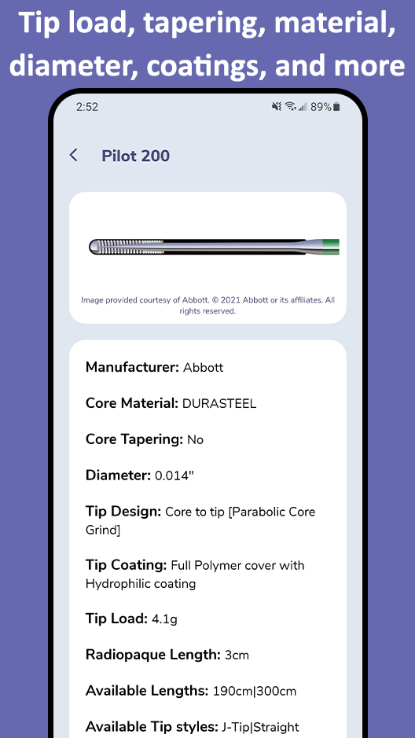 Tip load, tapering, material,
diameter, coatings, and more
2:52
89%
Pilot 200
Image provided courtesy of Abbott. © 2021 Abbott or its affiliates. All
rights reserved.
Manufacturer: Abbott
Core Material: DURASTEEL
Core Tapering: No
Diameter: 0.014"
Tip Design: Core to tip [Parabolic Core
Grind]
Tip Coating: Full Polymer cover with
Hydrophilic coating
Tip Load: 4.1g
Radiopaque Length: 3cm
Available Lengths: 190cm|300cm
Available Tip styles: J-Tip|Straight